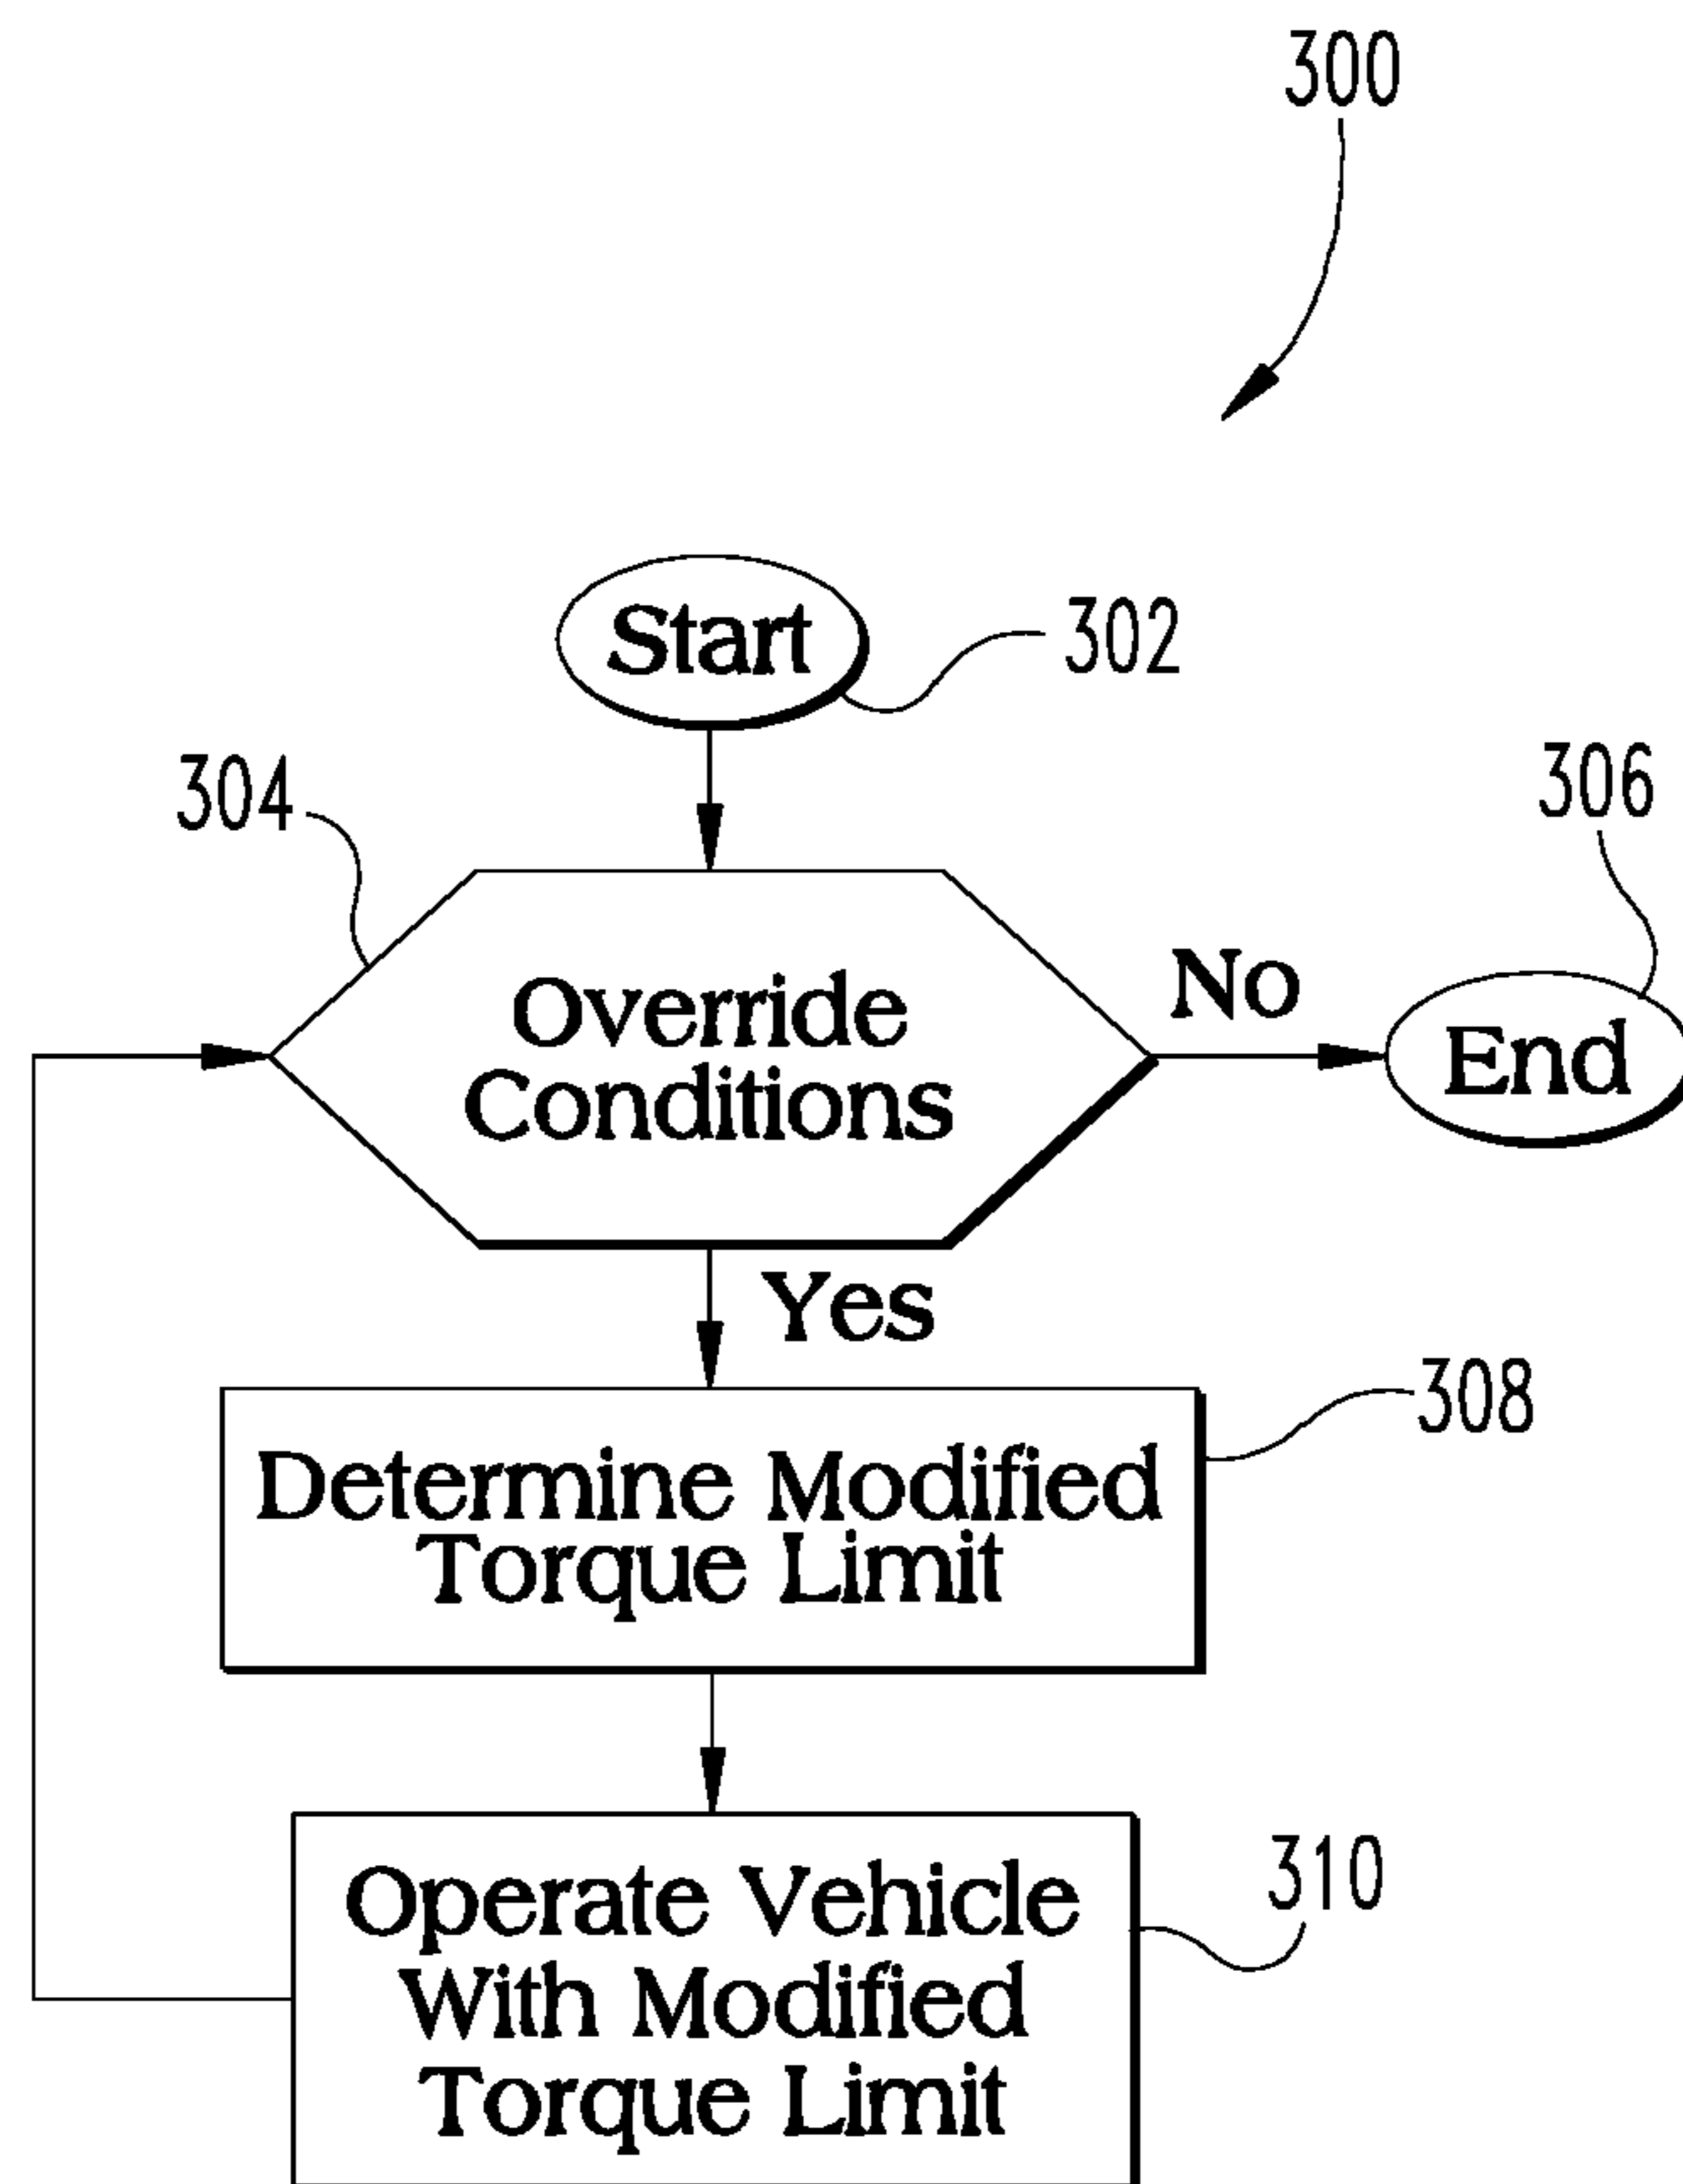 300
Start
302
304
306
Override
Conditions
No
End
Yes
308
Determine Modified
Torque Limit
310
Operate Vehicle
With Modified
Torque Limit